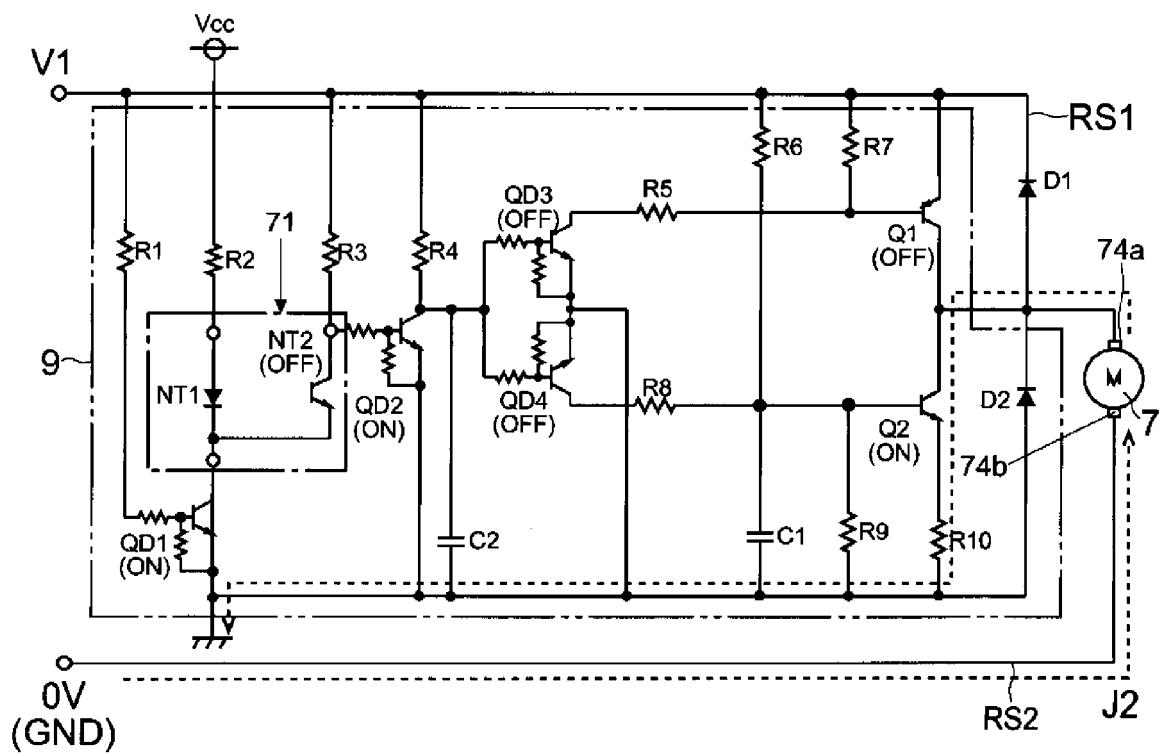 Vcc
V1
RS1
R6
R7
D1
QD3
(OFF)
R5
71
R1
R2
R3
R4
Q1
(OFF)
74a
9
NT2
(OFF)
NT1
QD2
(ON)
QD4
(OFF)
R8
Q2
(ON)
D2
M
7
74b
QD1
(ON)
C2
C1
R9
R10
0V
(GND)
RS2
J2